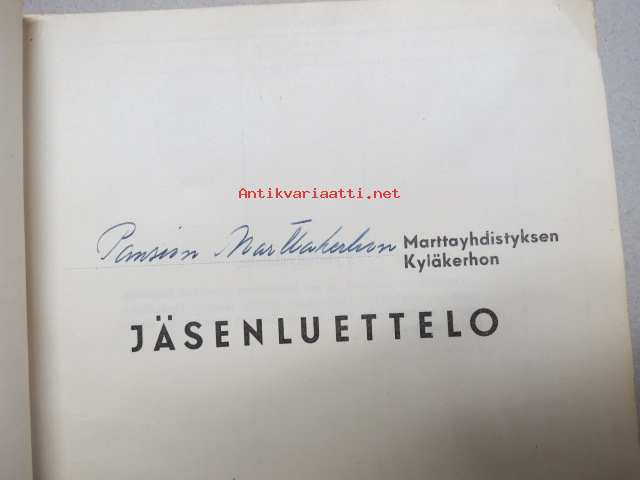 Antikvariaatti.net
Pansion Marttakerhon Marttayhdistyksen
Kyläkerhon
JÄSENLUETTELO